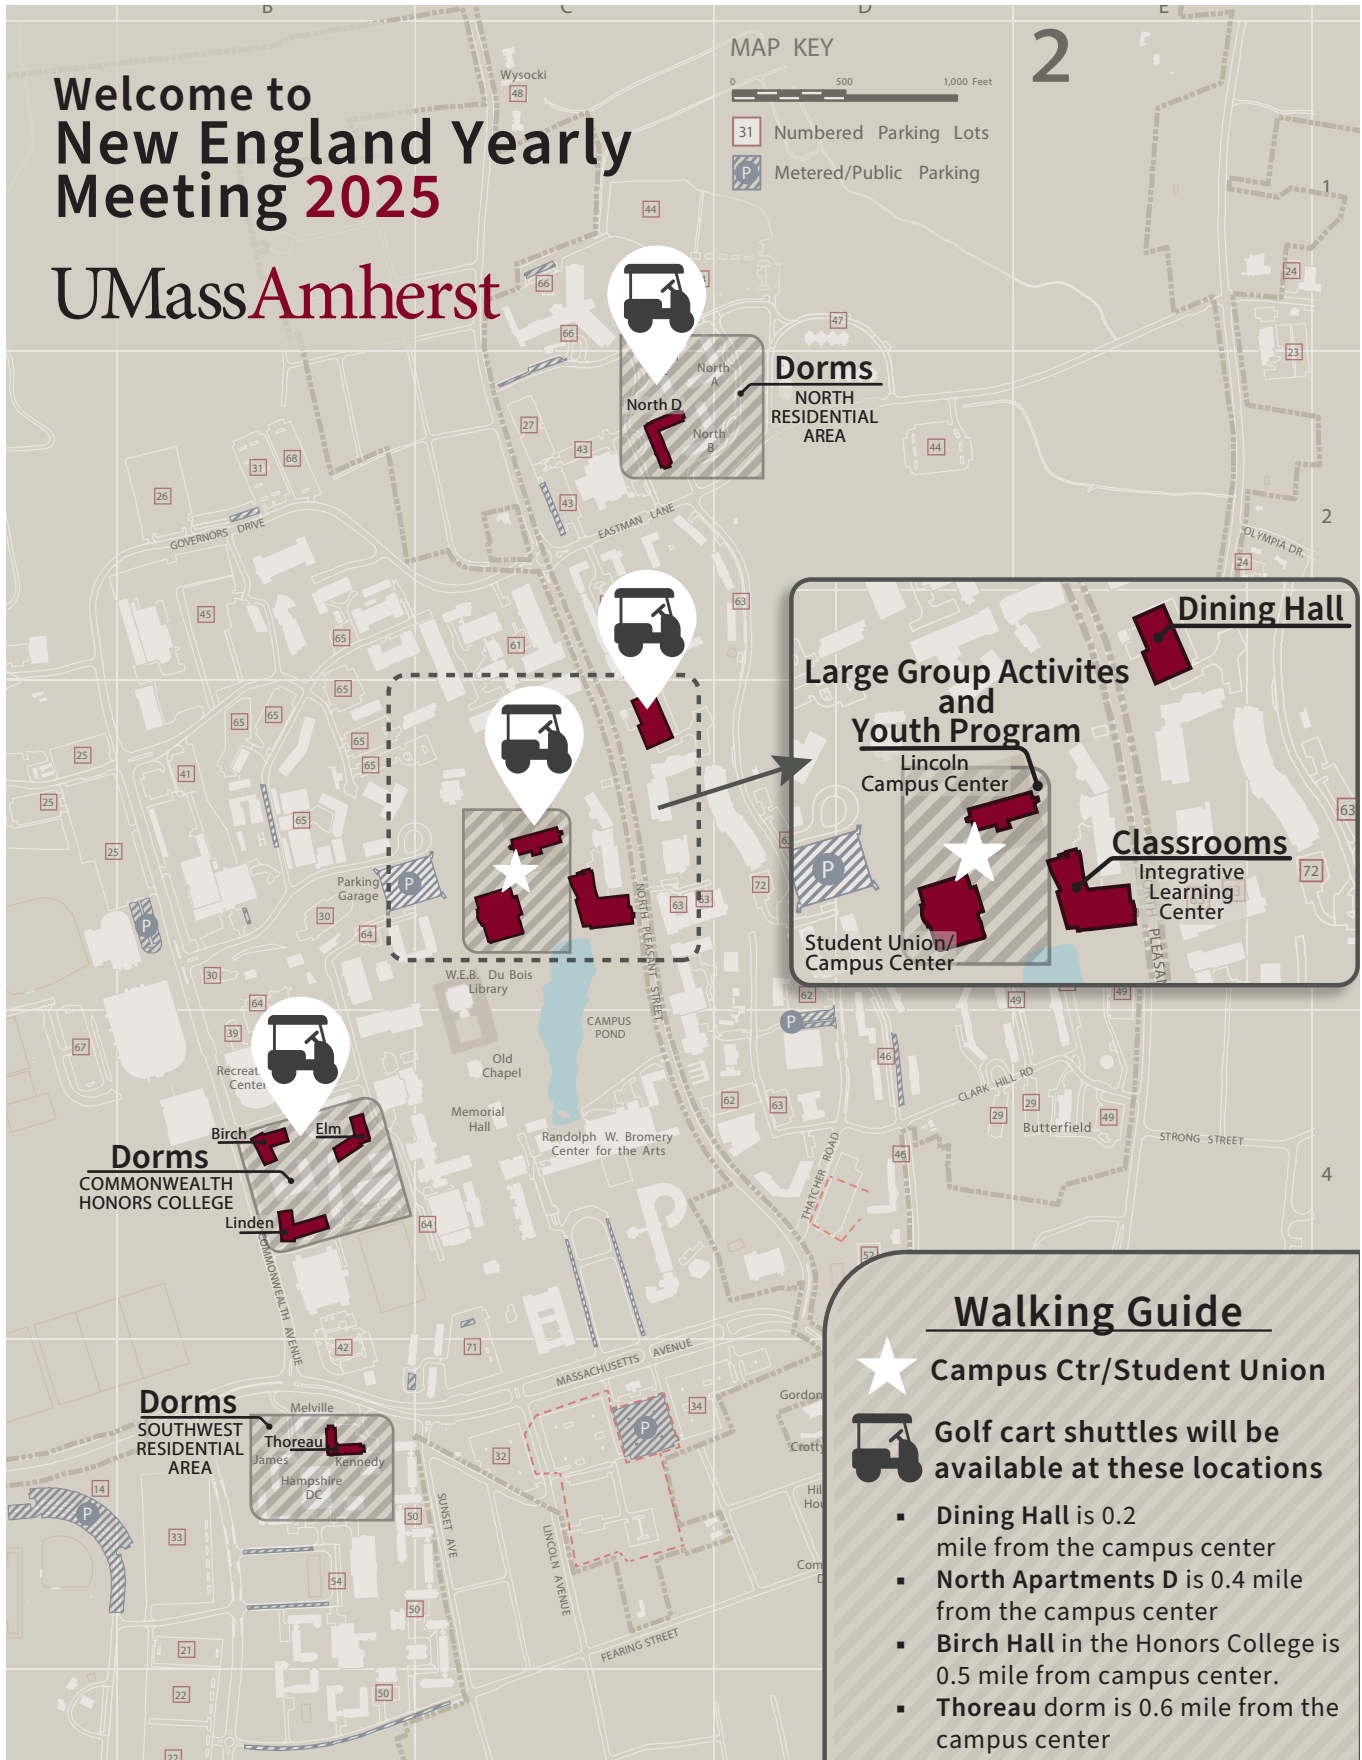 B
C
D
E
Welcome to
New England Yearly
Meeting 2025
UMassAmherst
MAP KEY
0
500
1,000 Feet
31
Numbered Parking Lots
P
Metered/Public Parking
2
Wysocki
48
1
44
24
66
47
66
23
North
A
Dorms
NORTH
RESIDENTIAL
AREA
North D
North
B
27
43
44
68
31
26
43
2
GOVERNORS DRIVE
EASTMAN LANE
OLYMPIA DR.
24
63
45
65
61
65
65
65
65
65
25
41
25
65
25
Dining Hall
Large Group Activites
and
Youth Program
Lincoln
Campus Center
63
P
Classrooms
Integrative
Learning
Center
72
Student Union/
Campus Center
Parking
Garage
P
72
63
63
30
64
P
NORTH PLEASANT STREET
30
W.E.B. Du Bois
Library
64
39
67
Recreat
Center
CAMPUS
POND
Old
Chapel
62
49
49
P
46
CLARK HILL RD
62
63
29
29
49
Butterfield
STRONG STREET
Memorial
Hall
Randolph W. Bromery
Center for the Arts
46
THATCHER ROAD
4
Birch
Elm
Dorms
COMMONWEALTH
HONORS COLLEGE
Linden
64
52
COMMONWEALTH AVENUE
42
71
MASSACHUSETTS AVENUE
Gordon
34
P
Crotty
Dorms
SOUTHWEST
RESIDENTIAL
AREA
Melville
Thoreau
James
Kennedy
Hampshire
DC
32
14
P
50
33
SUNSET AVE
LINCOLN AVENUE
54
50
21
FEARING STREET
22
50
22
Hil
Hou
Com
D
Walking Guide
Campus Ctr/Student Union
Golf cart shuttles will be
available at these locations
▪ Dining Hall is 0.2
mile from the campus center
▪ North Apartments D is 0.4 mile
from the campus center
▪ Birch Hall in the Honors College is
0.5 mile from campus center.
▪ Thoreau dorm is 0.6 mile from the
campus center